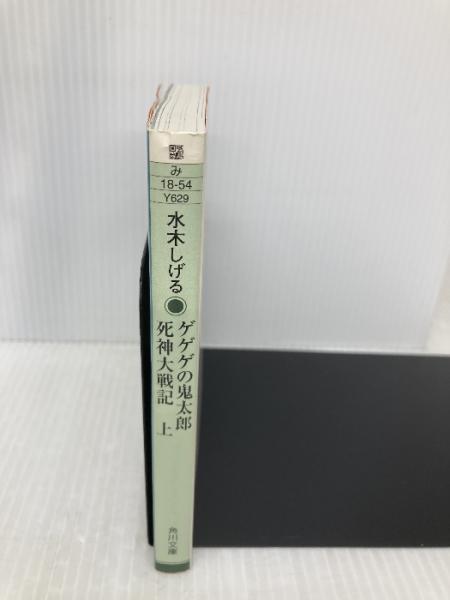 み
18-54
Y629
水木しげる
ゲゲゲの鬼太郎
死神大戦記 上
角川文庫